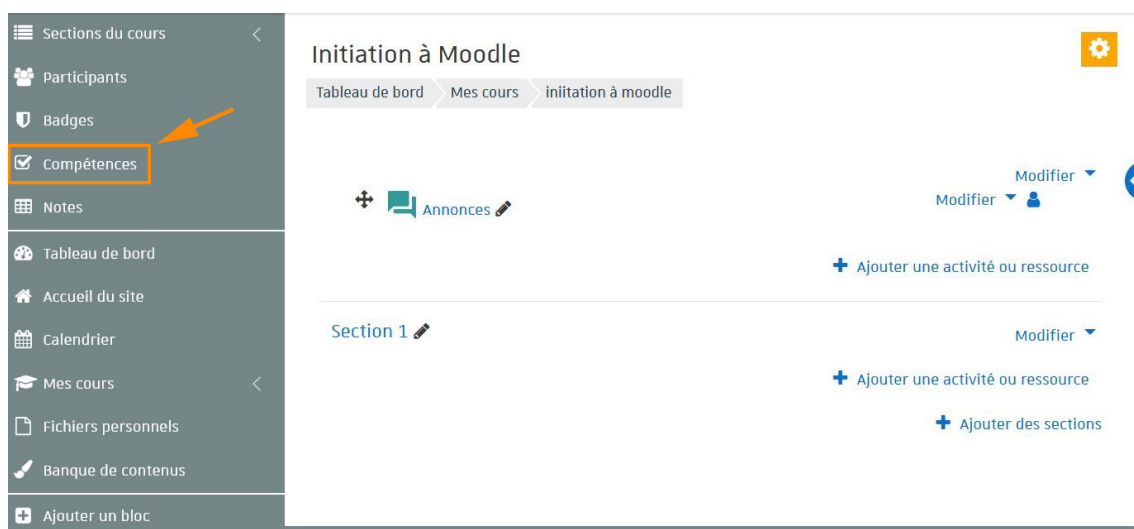 Sections du cours
Participants
Badges
Compétences
Notes
Tableau de bord
Accueil du site
Calendrier
Mes cours
Fichiers personnels
Banque de contenus
Ajouter un bloc
Initiation à Moodle
Tableau de bord Mes cours iniitation à moodle
Modifier
Annonces Modifier
Ajouter une activité ou ressource
Section 1 Modifier
Ajouter une activité ou ressource
Ajouter des sections